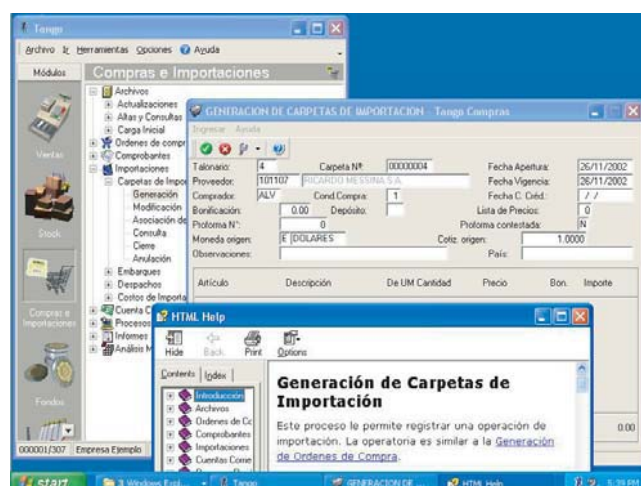 Tango
Archivo Ir Herramientas Opciones Ayuda
Módulos
Compras e Importaciones
Ventas
Stock
Compras e Importaciones
Fondos
Archivos
Actualizaciones
Altas y Consultas
Carga Inicial
Ordenes de compr
Comprobantes
Importaciones
Carpetas de Impo
Generación
Modificación
Asociación de
Consulta
Cierre
Anulación
Embarques
Despachos
Costos de Importa
Cuenta C
Procesos
Informes
Análisis M
000001/307 Empresa Ejemplo
GENERACION DE CARPETAS DE IMPORTACION - Tango Compras
Ingresar Ayuda
Talonario: 4 Carpeta Nº: 00000004 Fecha Apertura: 26/11/2002
Proveedor: 101107 RICARDO MESSINA S.A. Fecha Vigencia: 26/11/2002
Comprador: ALV Cond.Compra: 1 Fecha C. Créd.: / /
Bonificación: 0.00 Depósito: Lista de Precios: 0
Proforma N°: 0 Proforma contestada: N
Moneda origen: E DOLARES Cotiz. origen: 1.0000
Observaciones: País:
Artículo Descripción De UM Cantidad Precio Bon. Importe
0.00
HTML Help
Hide Back Print Options
Contents Index
Introducción
Archivos
Ordenes de Co
Comprobantes
Importaciones
Cuentas Corrie
Generación de Carpetas de
Importación
Este proceso le permite registrar una operación de
importación. La operatoria es similar a la Generación
de Ordenes de Compra.
start 3 Windows Expl... Tango GENERACION DE ... HTML Help 5:39 PM